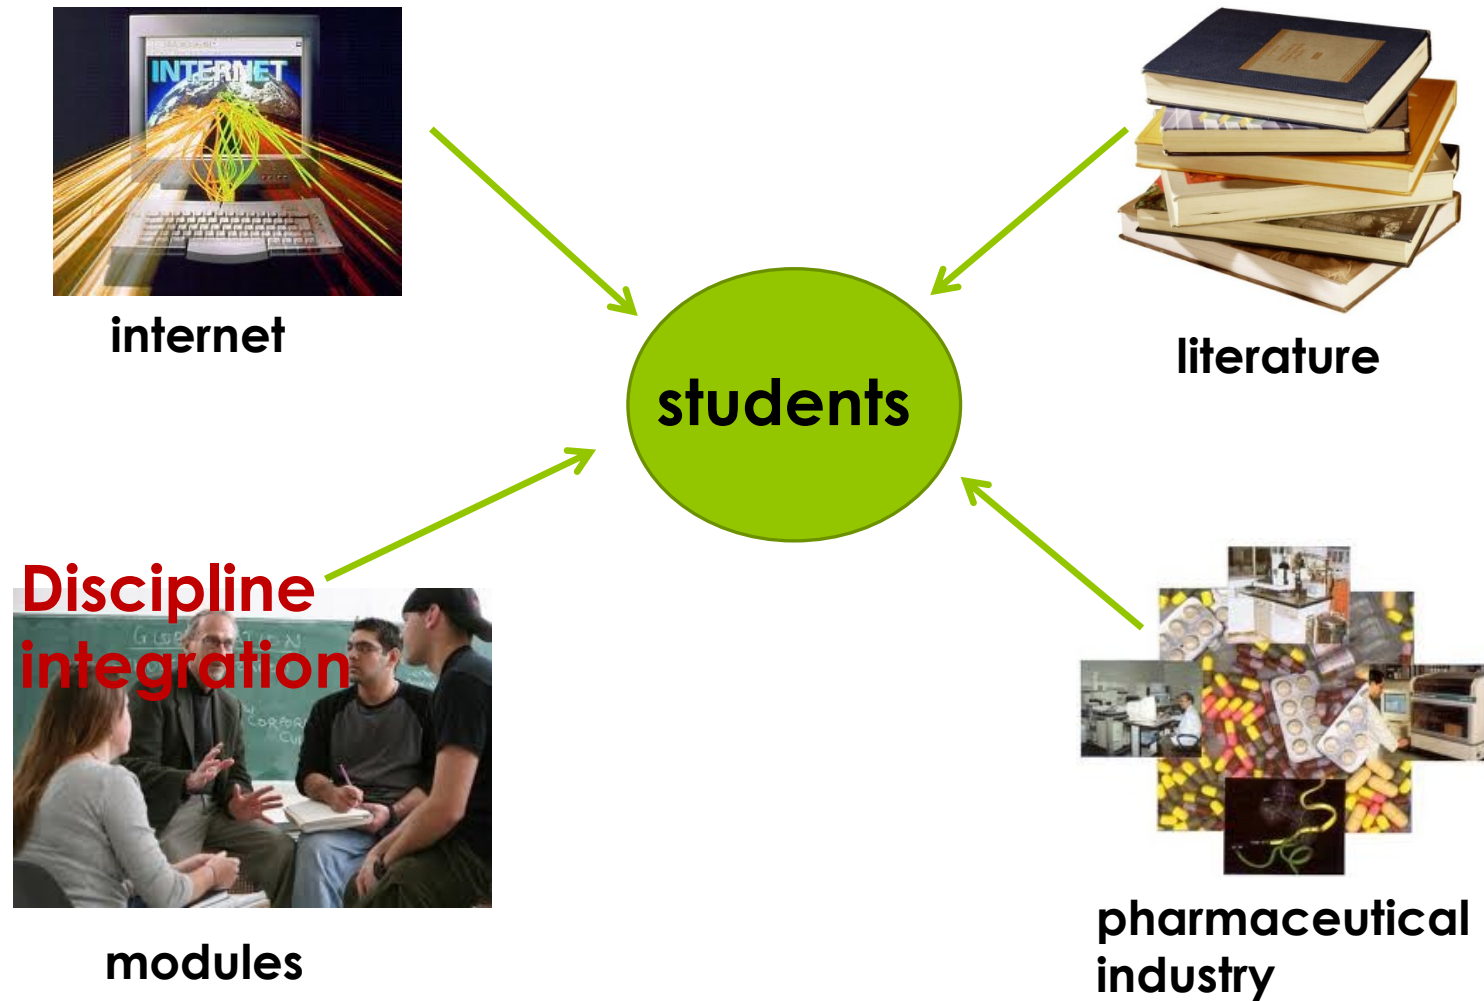 INTERNET
internet
literature
students
Discipline
integration
modules
pharmaceutical
industry